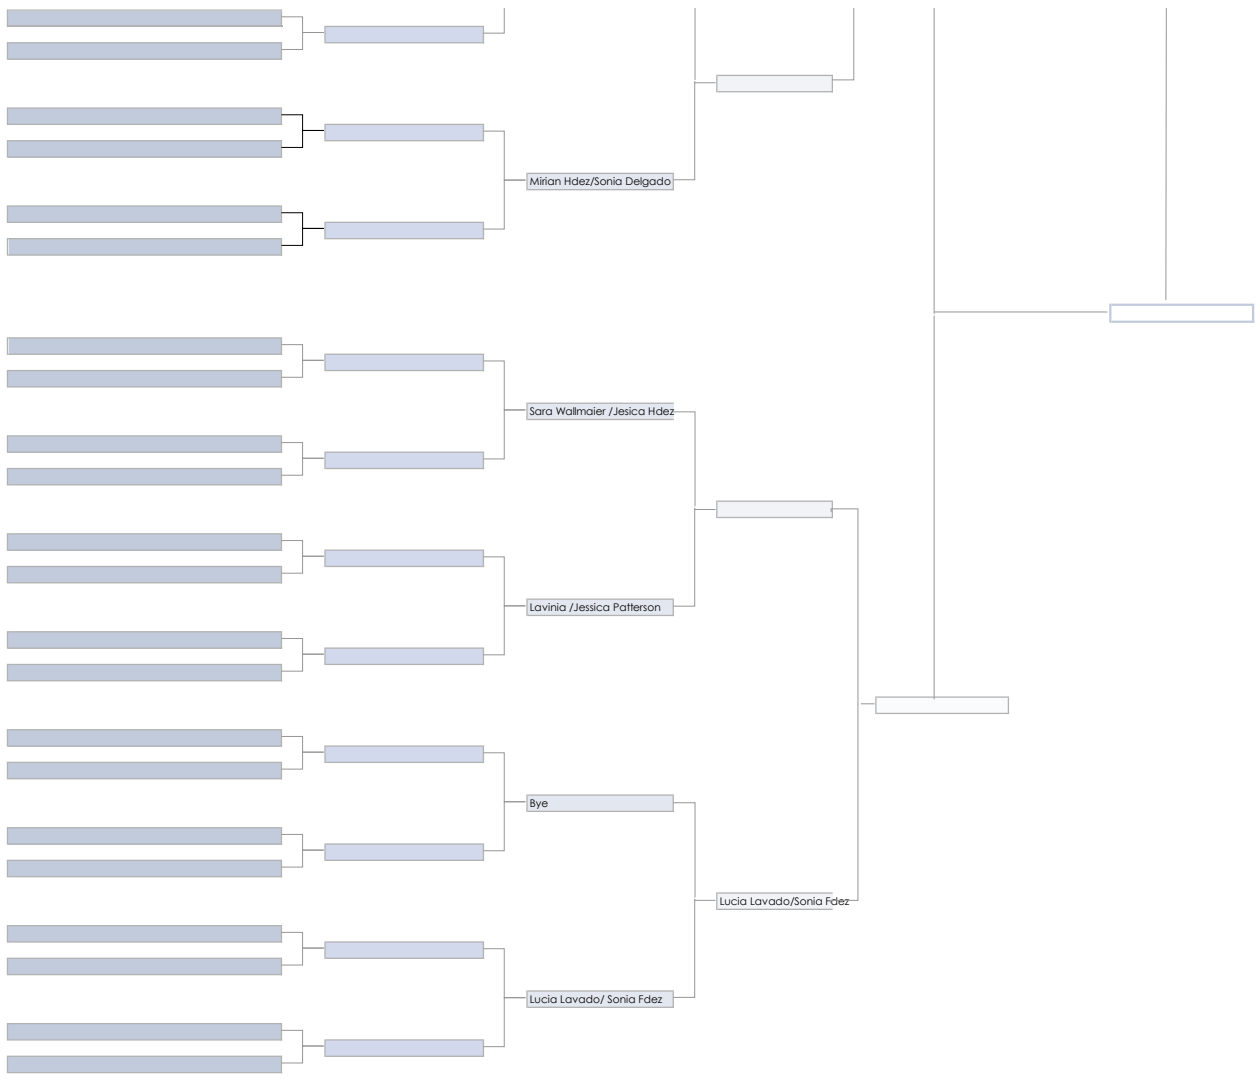 Mirian Hdez/Sonia Delgado
Sara Wallmaier /Jesica Hdez
Lavinia /Jessica Patterson
Bye
Lucia Lavado/Sonia Fdez
Lucia Lavado/ Sonia Fdez